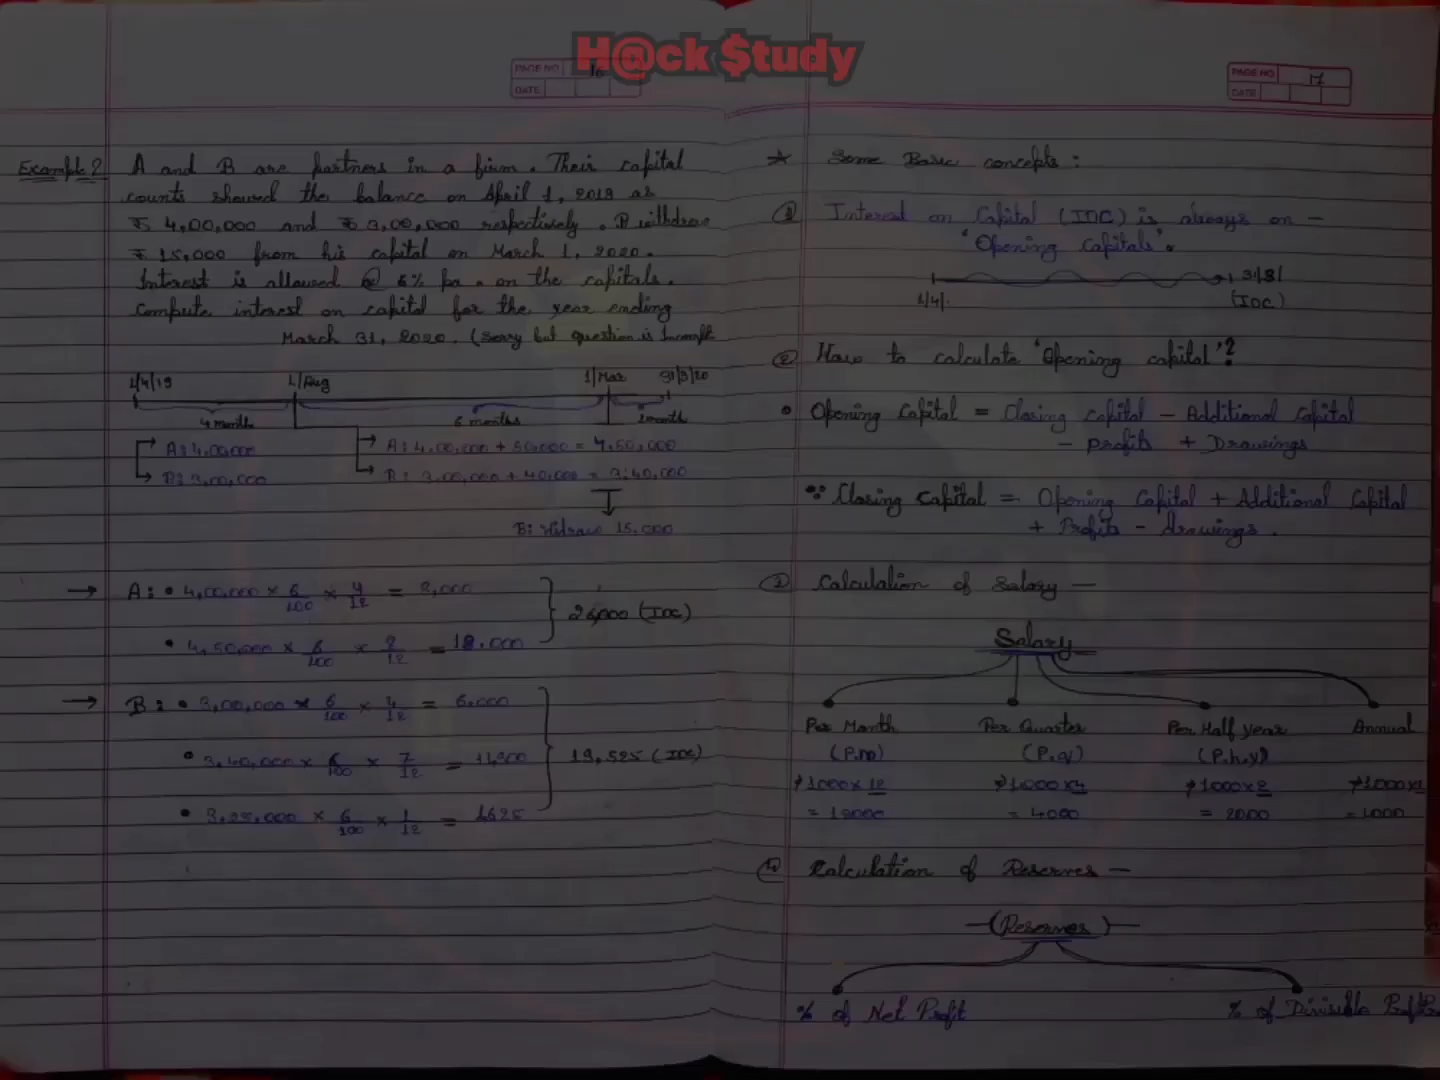 H@ck $tudy
PAGE NO 16
DATE
Example 2 A and B are partners in a firm. Their capital
counts showed the balance on April 1, 2019 as
₹ 4,00,000 and ₹ 3,00,000 respectively. B withdraw
₹ 15,000 from his capital on March 1, 2020.
Interest is allowed @ 6% pa. on the capitals.
Compute interest on capital for the year ending
March 31, 2020. (Sorry but question is Incomplt
1/4/19 1/Aug 1/Mar 31/3/20
4 month 6 months 1 month
A: 4,00,000 A: 4,00,000 + 50,000 = 4,50,000
B: 3,00,000 B: 3,00,000 + 40,000 = 3,40,000
B: Widraw 15,000
→ A: • 4,00,000 × 6/100 × 4/12 = 8,000
• 4,50,000 × 6/100 × 8/12 = 18,000
26,000 (IOC)
→ B: • 3,00,000 × 6/100 × 4/12 = 6,000
• 3,40,000 × 6/100 × 7/12 = 11,900
19,525 (IOC)
• 3,25,000 × 6/100 × 1/12 = 1625
PAGE NO 17
DATE
Some Basic concepts:
① Interest on Capital (IOC) is always on –
'Opening Capitals'.
1/4/. 31/3/
(IOC)
② How to calculate 'Opening capital'?
• Opening Capital = Closing capital – Additional Capital
– profits + Drawings
∵ Closing Capital = Opening Capital + Additional Capital
+ Profits – drawings.
③ Calculation of Salary —
Salary
Per Month Per Quarter Per Half year Annual
(P.m) (P.q) (P.h.y)
₹1000×12 ₹1000×4 ₹1000×2 ₹1000×1
= 12000 = 4000 = 2000 = 1000
④ Calculation of Reserves —
(Reserves)
% of Net Profit % of Divisible Profits